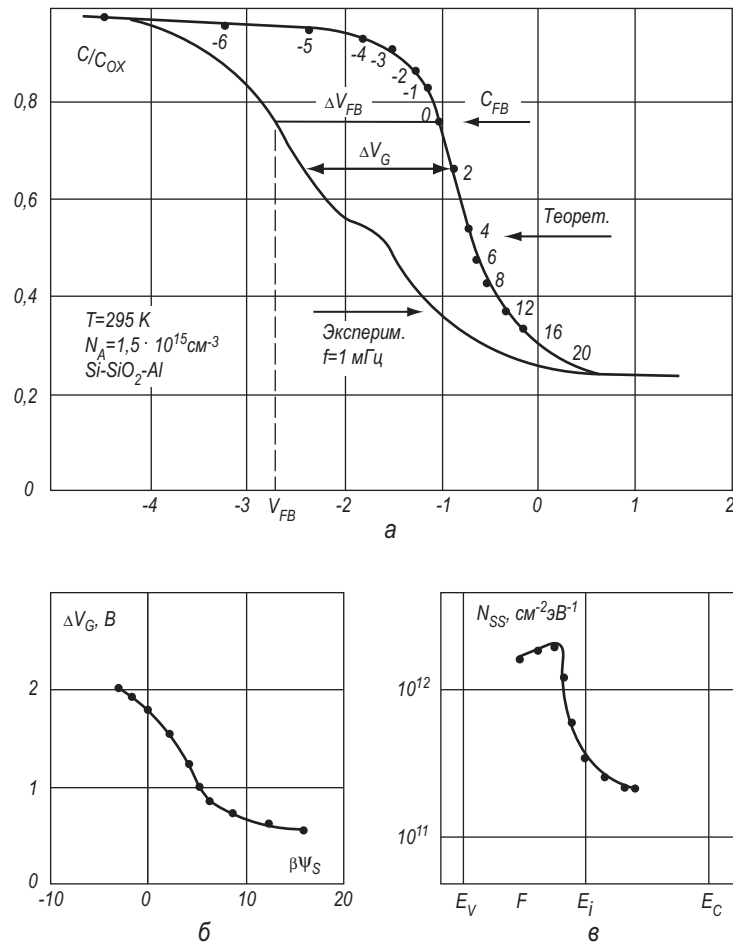 C/C_OX
-6
-5
-4
-3
-2
-1
0
ΔV_FB
C_FB
0,8
ΔV_G
2
0,6
4
Теорет.
6
8
0,4
12
T=295 K
Эксперим.
16
N_A=1,5 · 10^15 см^-3
f=1 мГц
20
Si-SiO_2-Al
0,2
0
-4
-3
V_FB
-2
-1
0
1
2
а
ΔV_G, В
2
1
βΨ_S
0
-10
0
10
20
б
N_SS, см^-2эВ^-1
10^12
10^11
E_V
F
E_i
E_C
в